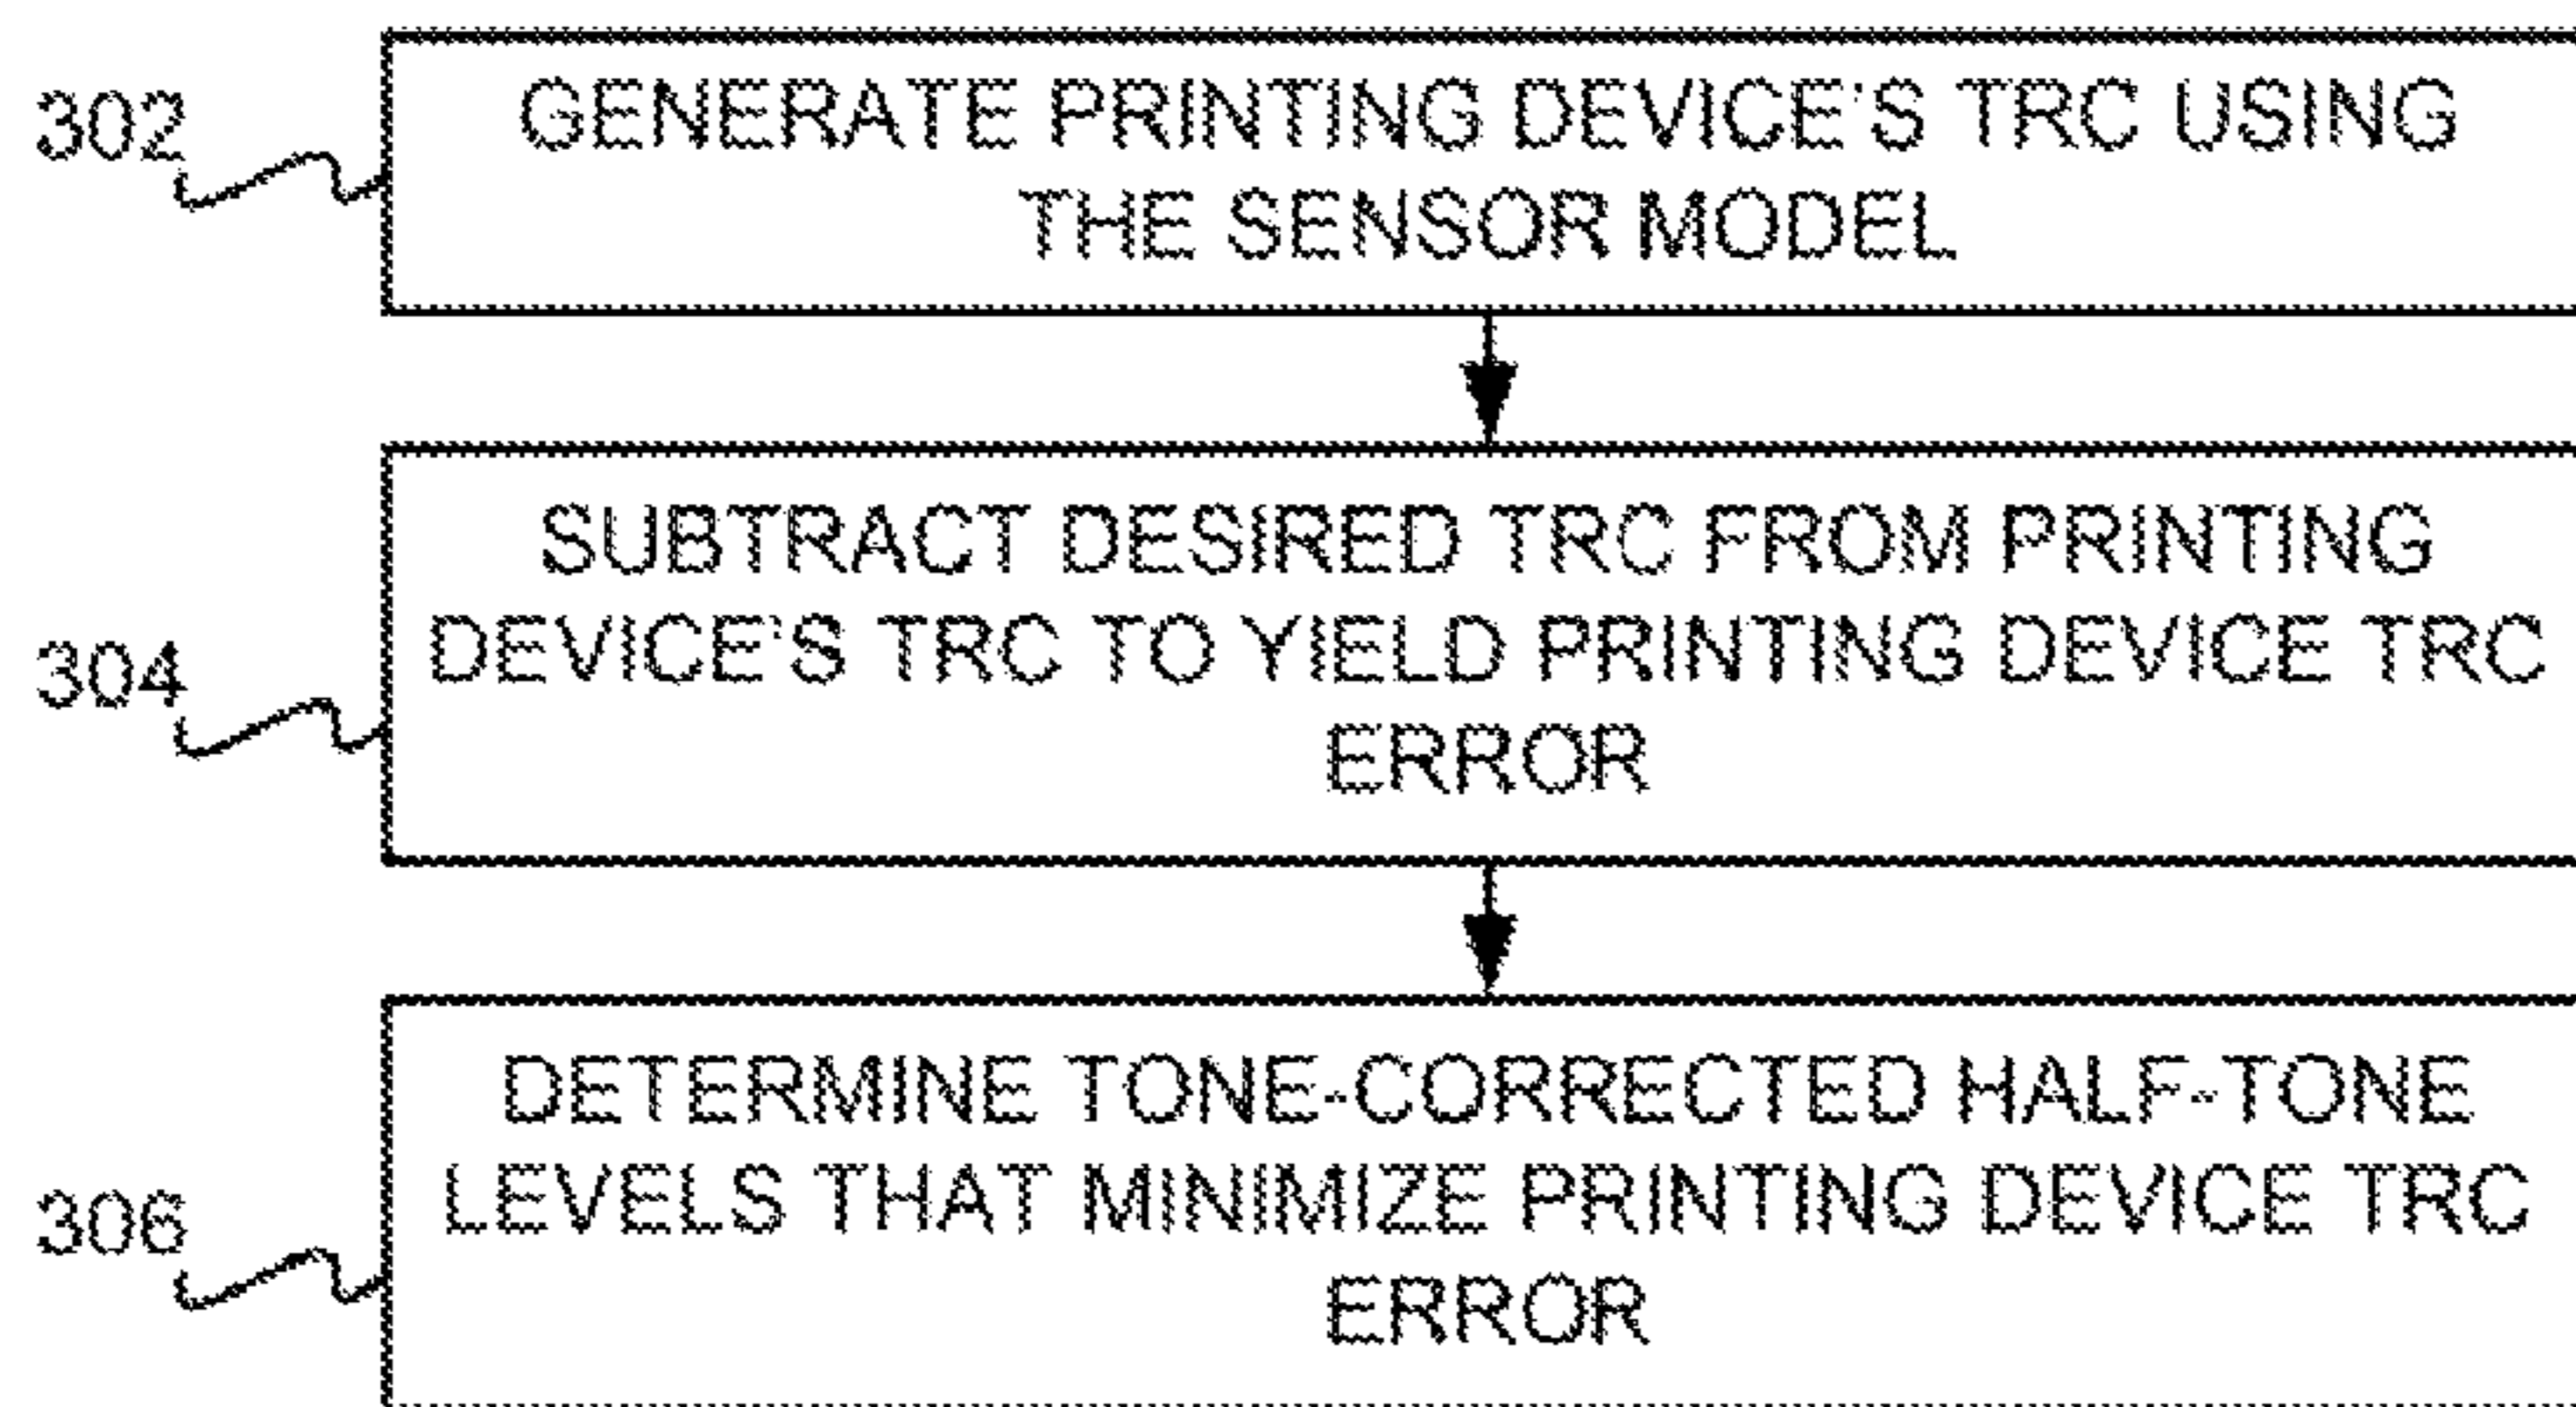 302
GENERATE PRINTING DEVICE'S TRC USING
THE SENSOR MODEL
304
SUBTRACT DESIRED TRC FROM PRINTING
DEVICE'S TRC TO YIELD PRINTING DEVICE TRC
ERROR
306
DETERMINE TONE-CORRECTED HALF-TONE
LEVELS THAT MINIMIZE PRINTING DEVICE TRC
ERROR